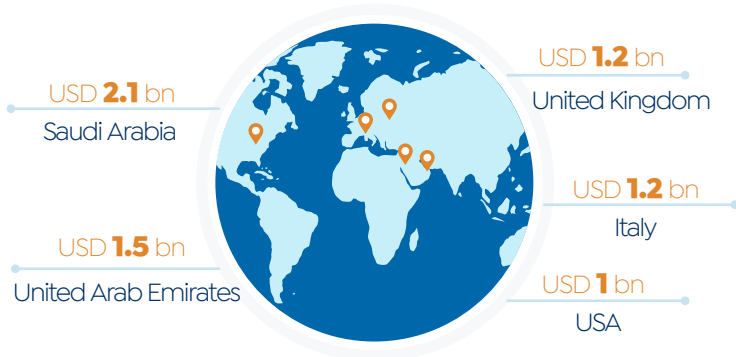 USD 2.1 bn
Saudi Arabia
USD 1.5 bn
United Arab Emirates
USD 1.2 bn
United Kingdom
USD 1.2 bn
Italy
USD 1 bn
USA